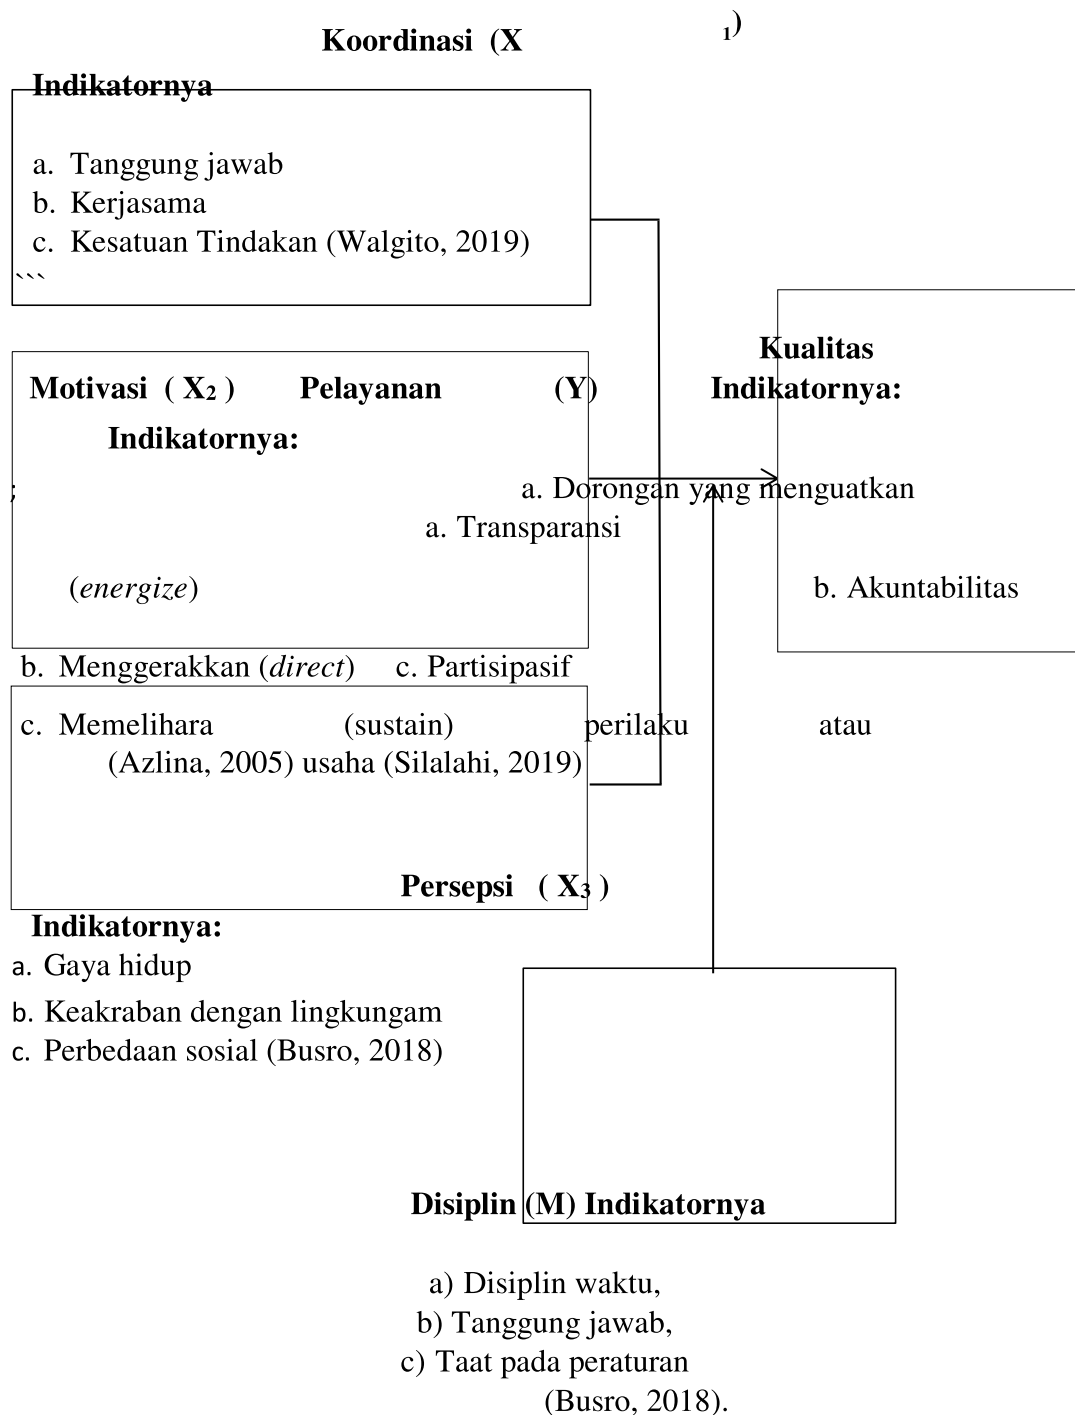 Koordinasi (X 1)
Indikatornya
a. Tanggung jawab
b. Kerjasama
c. Kesatuan Tindakan (Walgito, 2019)
```
Kualitas
Motivasi ( X2 ) Pelayanan (Y) Indikatornya:
Indikatornya:
; a. Dorongan yang menguatkan
a. Transparansi
(energize) b. Akuntabilitas
b. Menggerakkan (direct) c. Partisipasif
c. Memelihara (sustain) perilaku atau
(Azlina, 2005) usaha (Silalahi, 2019)
Persepsi ( X3 )
Indikatornya:
a. Gaya hidup
b. Keakraban dengan lingkungam
c. Perbedaan sosial (Busro, 2018)
Disiplin (M) Indikatornya
a) Disiplin waktu,
b) Tanggung jawab,
c) Taat pada peraturan
(Busro, 2018).